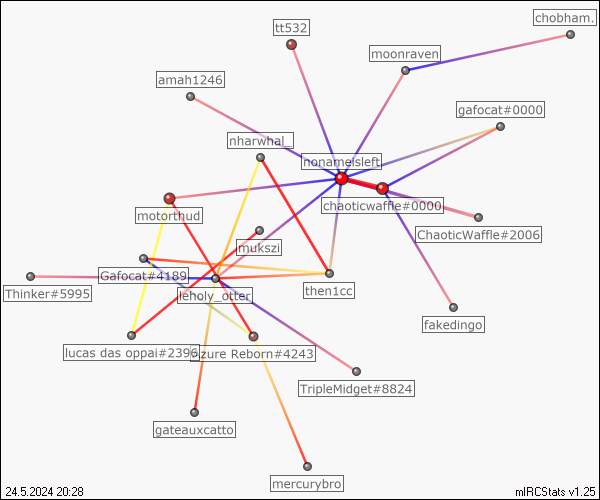 chobham.
tt532
moonraven
amah1246
gafocat#0000
nharwhal_
nonameisleft
chaoticwaffle#0000
motorthud
ChaoticWaffle#2006
mukszi
Gafocat#4189
Thinker#5995
leholy_otter
then1cc
fakedingo
lucas das oppai#2396
zure Reborn#4243
TripleMidget#8824
gateauxcatto
mercurybro
24.5.2024 20:28
mIRCStats v1.25